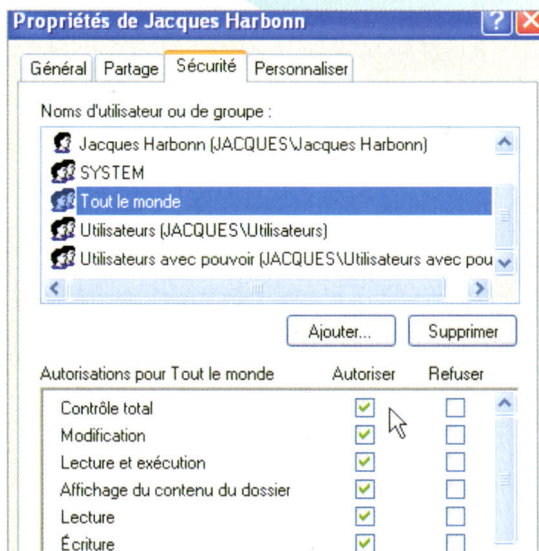 Propriétés de Jacques Harbonn
Général Partage Sécurité Personnaliser
Noms d'utilisateur ou de groupe :
Jacques Harbonn (JACQUES\Jacques Harbonn)
SYSTEM
Tout le monde
Utilisateurs (JACQUES\Utilisateurs)
Utilisateurs avec pouvoir (JACQUES\Utilisateurs avec pou
Ajouter... Supprimer
Autorisations pour Tout le monde Autoriser Refuser
Contrôle total
Modification
Lecture et exécution
Affichage du contenu du dossier
Lecture
Écriture